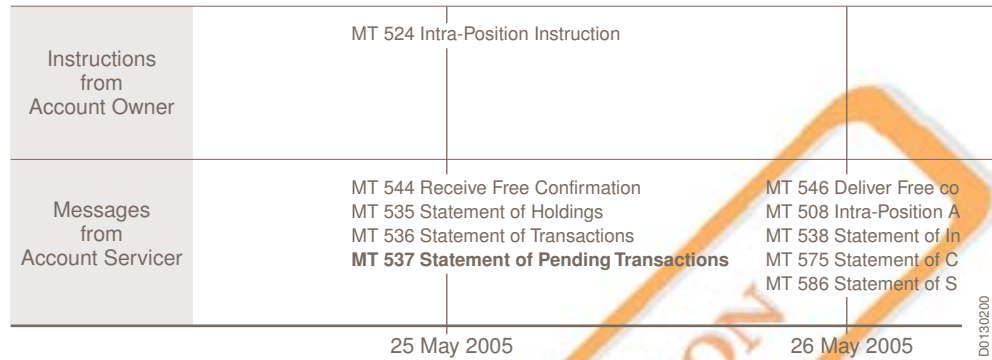 Instructions
from
Account Owner
MT 524 Intra-Position Instruction
Messages
from
Account Servicer
MT 544 Receive Free Confirmation
MT 535 Statement of Holdings
MT 536 Statement of Transactions
MT 537 Statement of Pending Transactions
MT 546 Deliver Free co
MT 508 Intra-Position A
MT 538 Statement of In
MT 575 Statement of C
MT 586 Statement of S
25 May 2005
26 May 2005
D0130200
ON